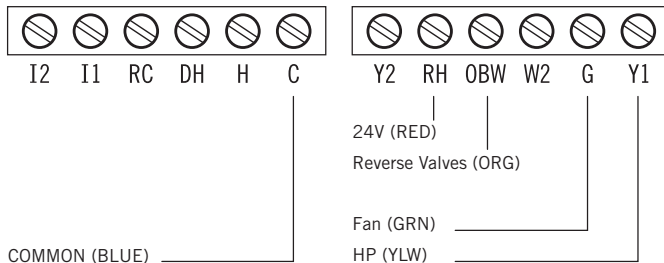 I2 I1 RC DH H C Y2 RH OBW W2 G Y1
24V (RED)
Reverse Valves (ORG)
Fan (GRN)
COMMON (BLUE) HP (YLW)